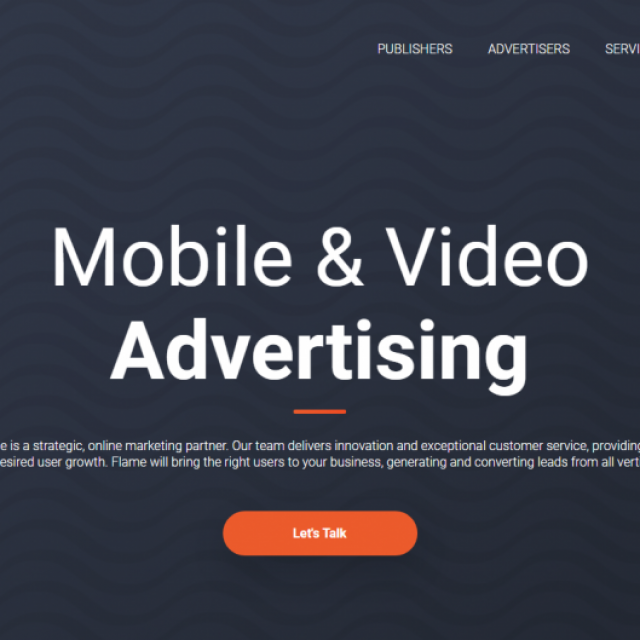 PUBLISHERS ADVERTISERS SERVI
Mobile & Video
Advertising
e is a strategic, online marketing partner. Our team delivers innovation and exceptional customer service, providing
esired user growth. Flame will bring the right users to your business, generating and converting leads from all vert
Let's Talk